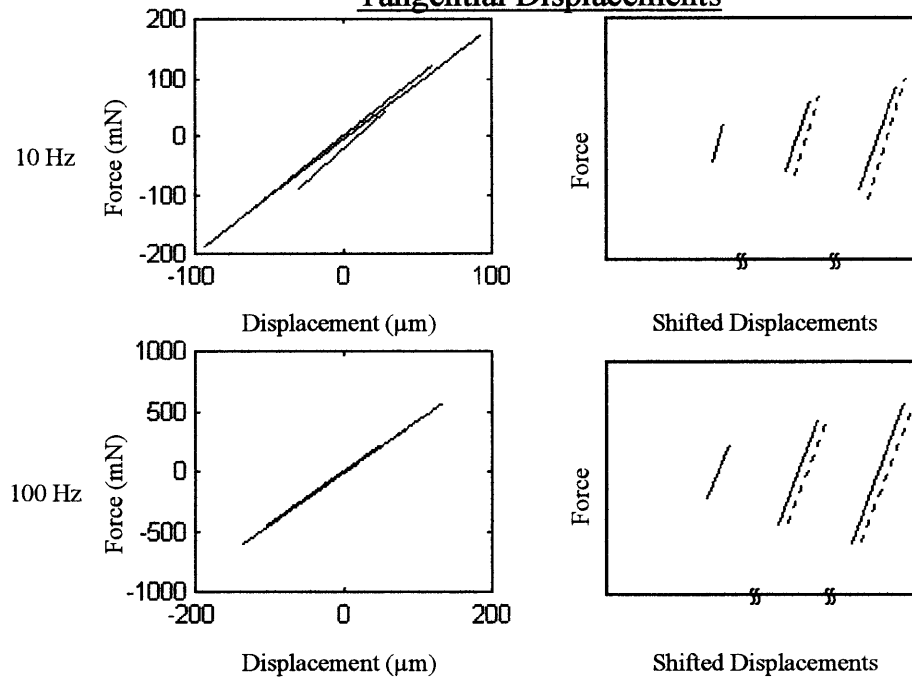 Tangential Displacements
10 Hz
Force (mN)
200
100
0
-100
-200
-100
0
100
Displacement (µm)
Force
Shifted Displacements
100 Hz
Force (mN)
1000
500
0
-500
-1000
-200
0
200
Displacement (µm)
Force
Shifted Displacements